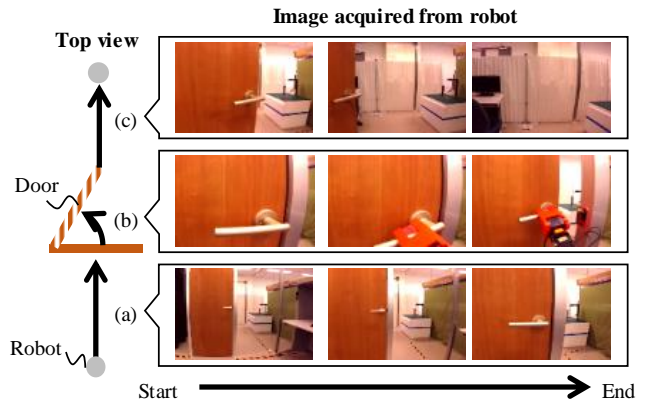 Image acquired from robot
Top view
(c)
Door
(b)
(a)
Robot
Start
End